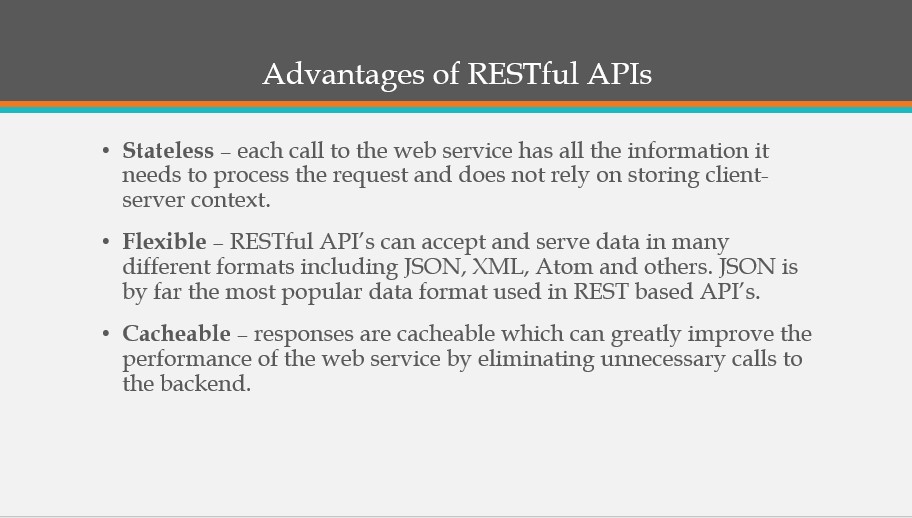 Advantages of RESTful APIs
• Stateless – each call to the web service has all the information it
needs to process the request and does not rely on storing client-
server context.
• Flexible – RESTful API’s can accept and serve data in many
different formats including JSON, XML, Atom and others. JSON is
by far the most popular data format used in REST based API’s.
• Cacheable – responses are cacheable which can greatly improve the
performance of the web service by eliminating unnecessary calls to
the backend.